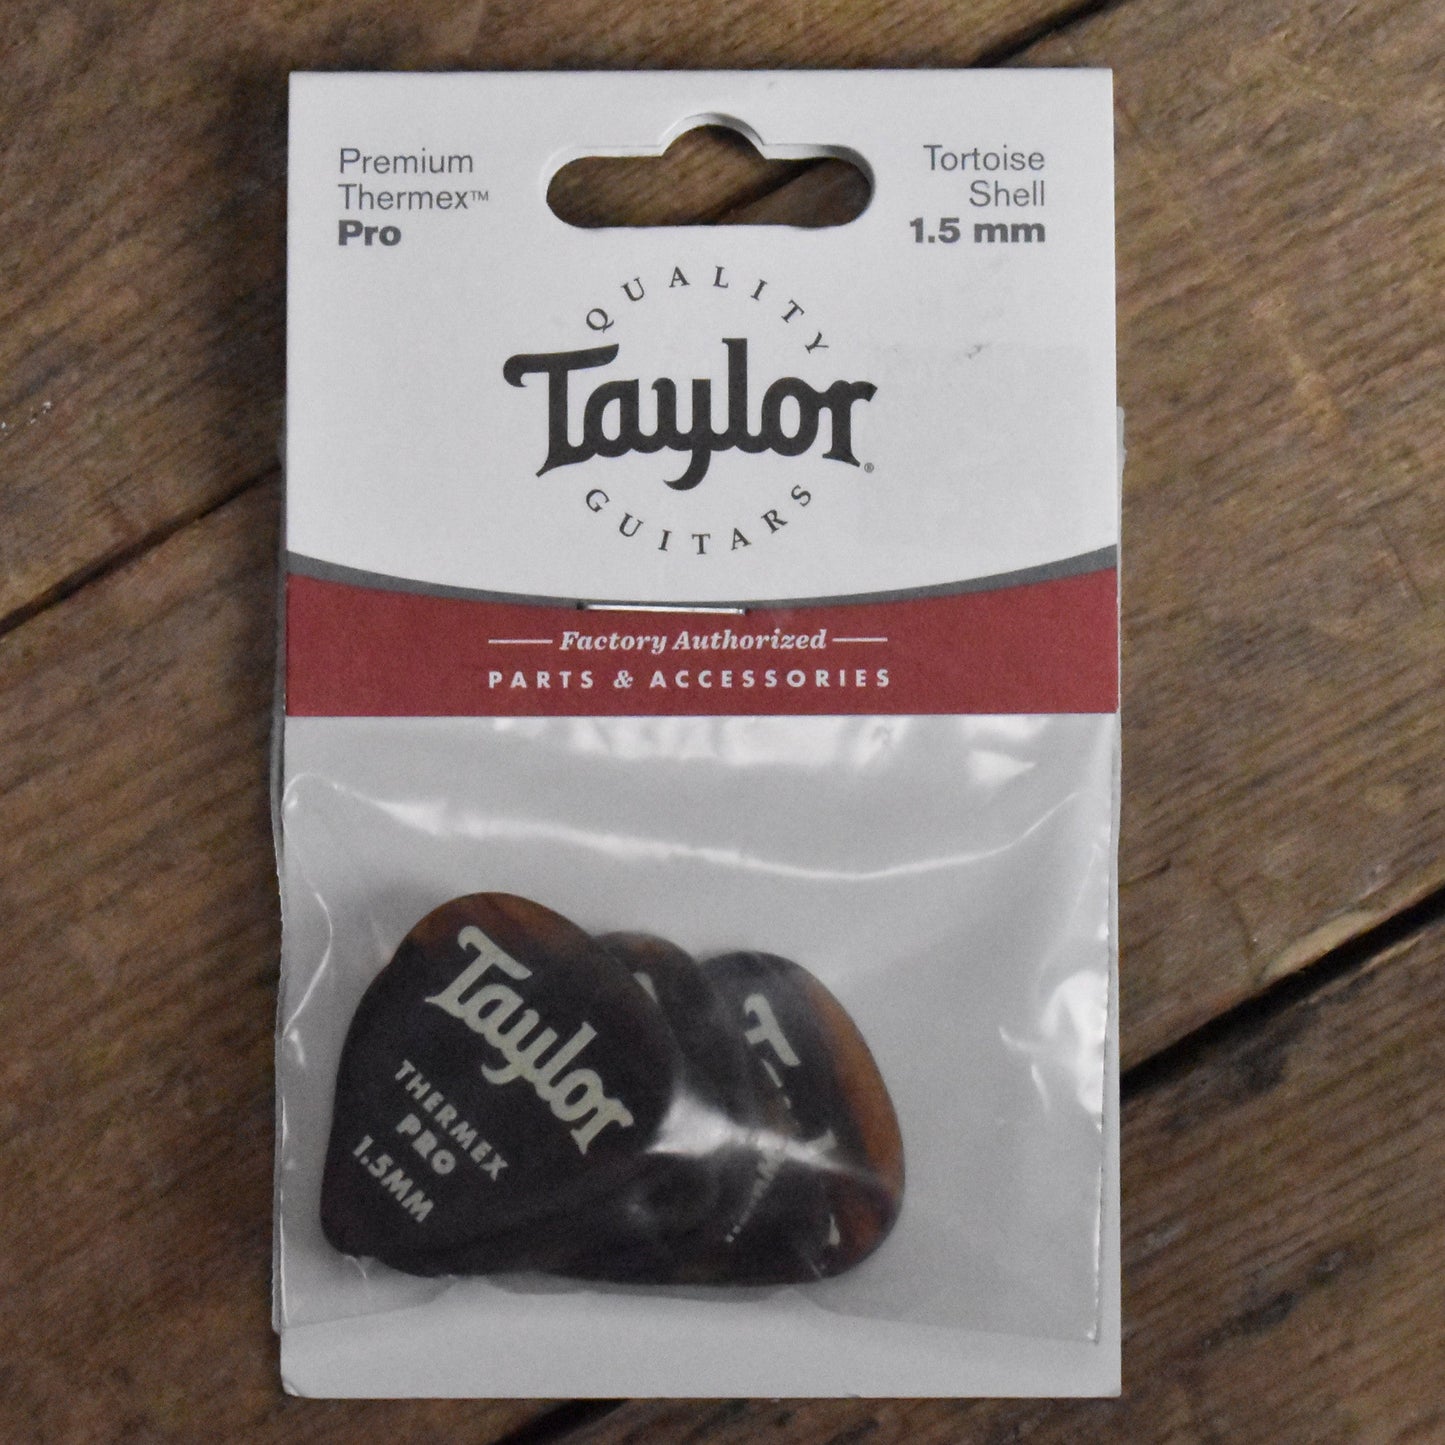 Premium
Thermex™
Pro
Tortoise
Shell
1.5 mm
QUALITY
Taylor®
GUITARS
Factory Authorized
PARTS & ACCESSORIES
Taylor
THERMEX
PRO
1.5MM